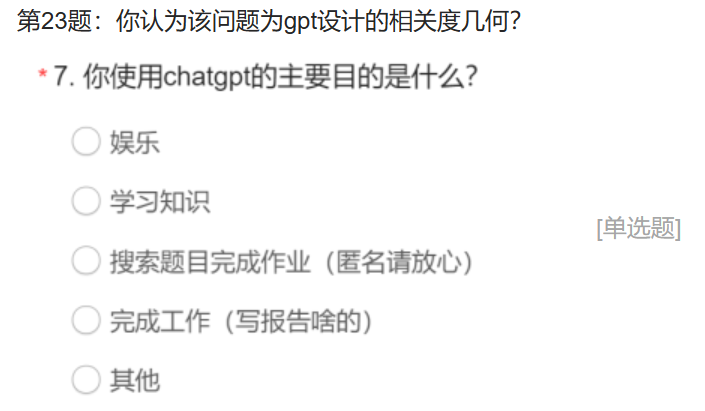 第23题：你认为该问题为gpt设计的相关度几何？
* 7. 你使用chatgpt的主要目的是什么？
娱乐
学习知识
[单选题]
搜索题目完成作业（匿名请放心）
完成工作（写报告啥的）
其他